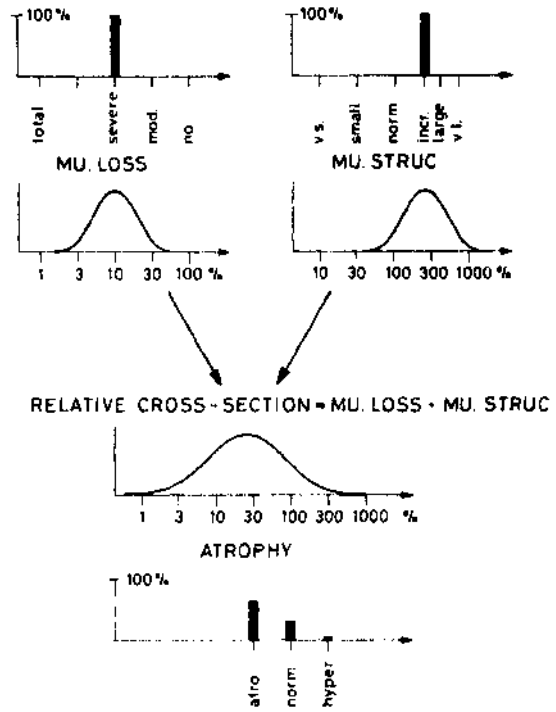 100%
total
severe
mod.
no
MU. LOSS
100%
v s.
small
norm
incr.
large
v l.
MU. STRUC
1 3 10 30 100 %
10 30 100 300 1000 %
RELATIVE CROSS - SECTION = MU. LOSS * MU. STRUC
1 3 10 30 100 300 1000 %
ATROPHY
100%
atro
norm
hyper